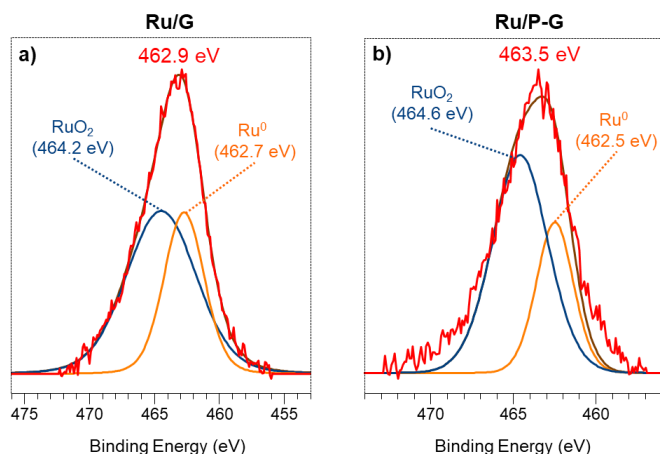 Ru/G
Ru/P-G
a)
462.9 eV
RuO₂
(464.2 eV)
Ru⁰
(462.7 eV)
475
470
465
460
455
Binding Energy (eV)
b)
463.5 eV
RuO₂
(464.6 eV)
Ru⁰
(462.5 eV)
470
465
460
Binding Energy (eV)